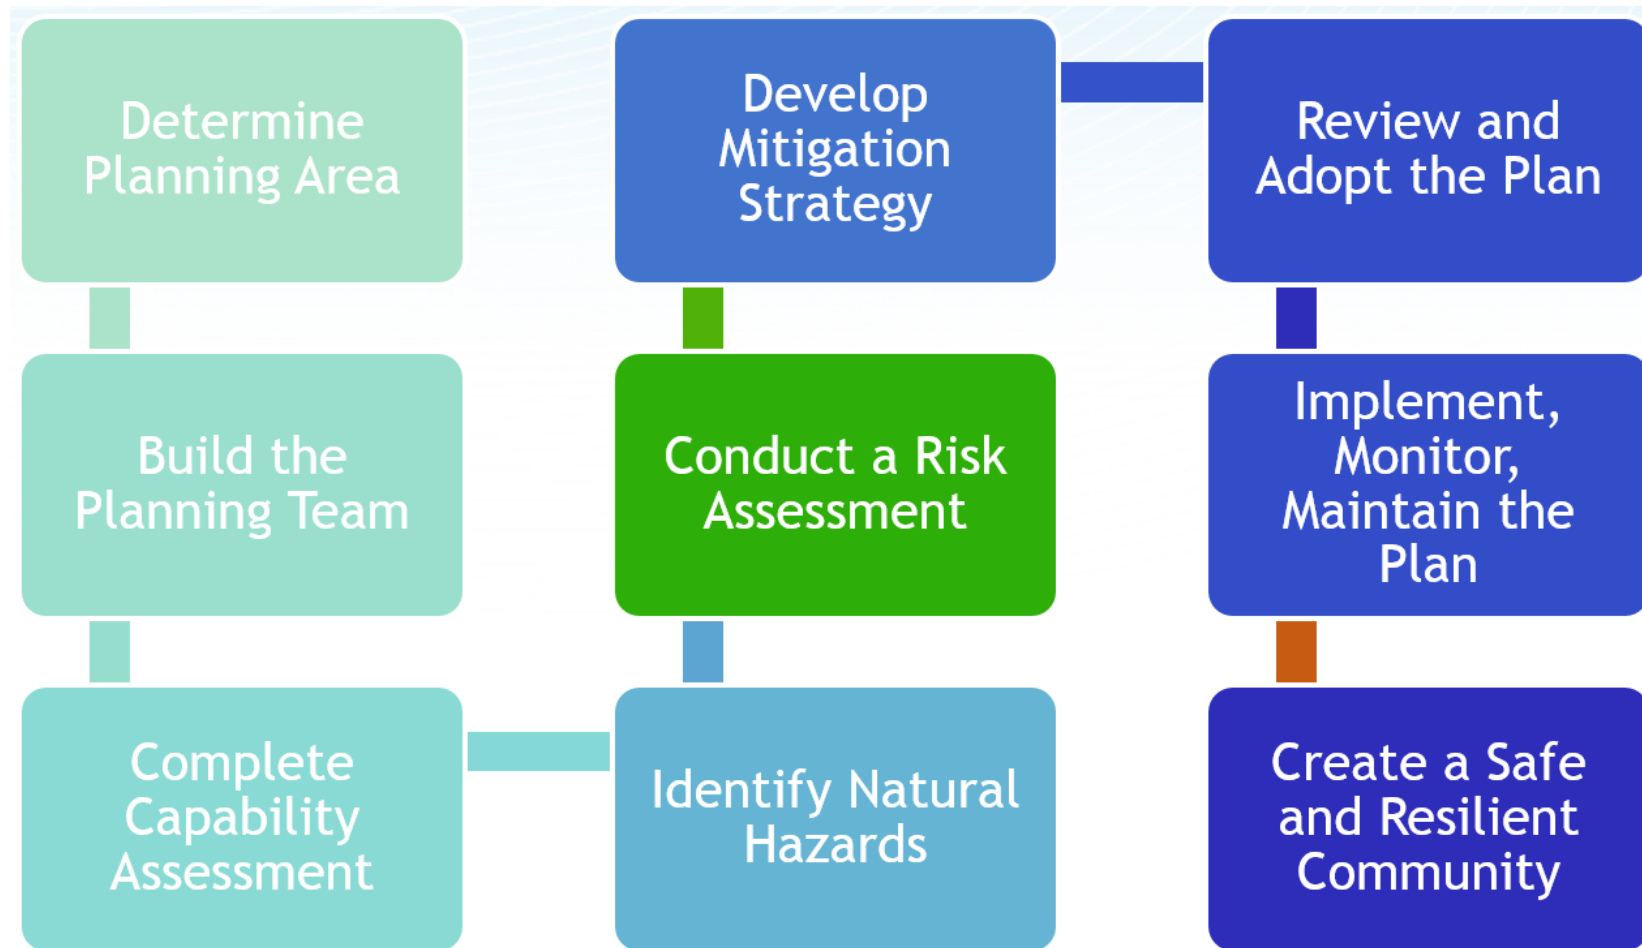 Determine
Planning Area
Build the
Planning Team
Complete
Capability
Assessment
Identify Natural
Hazards
Conduct a Risk
Assessment
Develop
Mitigation
Strategy
Review and
Adopt the Plan
Implement,
Monitor,
Maintain the
Plan
Create a Safe
and Resilient
Community